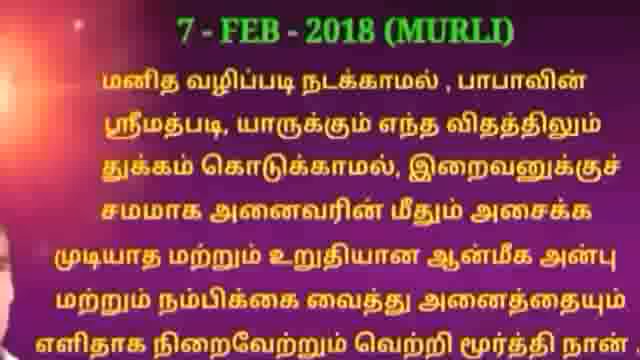 7 - FEB - 2018 (MURLI)
மனித வழிப்படி நடக்காமல் , பாபாவின்
ஸ்ரீமத்படி, யாருக்கும் எந்த விதத்திலும்
துக்கம் கொடுக்காமல், இறைவனுக்குச்
சமமாக அனைவரின் மீதும் அசைக்க
முடியாத மற்றும் உறுதியான ஆன்மீக அன்பு
மற்றும் நம்பிக்கை வைத்து அனைத்தையும்
எளிதாக நிறைவேற்றும் வெற்றி மூர்த்தி நான்